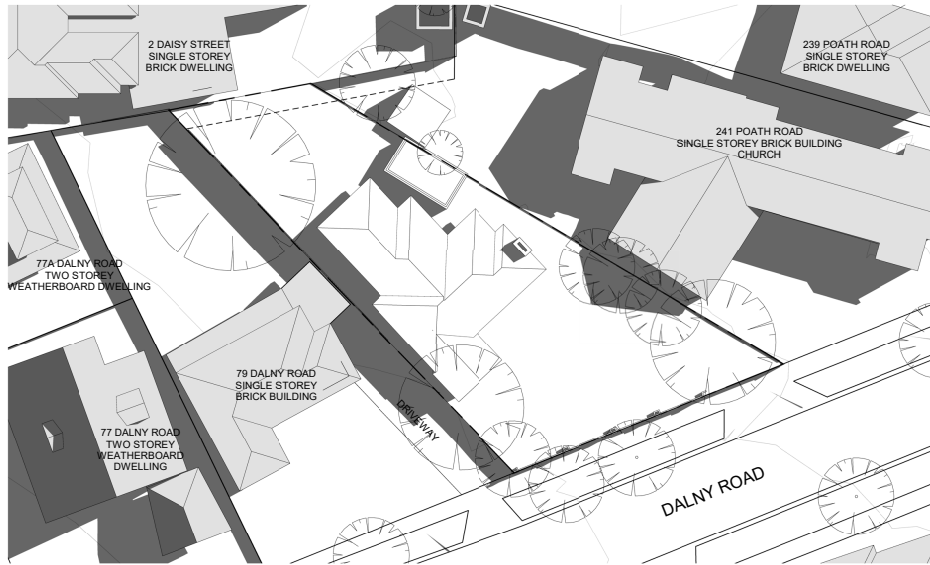 2 DAISY STREET
SINGLE STOREY
BRICK DWELLING
239 POATH ROAD
SINGLE STOREY
BRICK DWELLING
241 POATH ROAD
SINGLE STOREY BRICK BUILDING
CHURCH
77A DALNY ROAD
TWO STOREY
WEATHERBOARD DWELLING
79 DALNY ROAD
SINGLE STOREY
BRICK BUILDING
DRIVEWAY
77 DALNY ROAD
TWO STOREY
WEATHERBOARD
DWELLING
DALNY ROAD